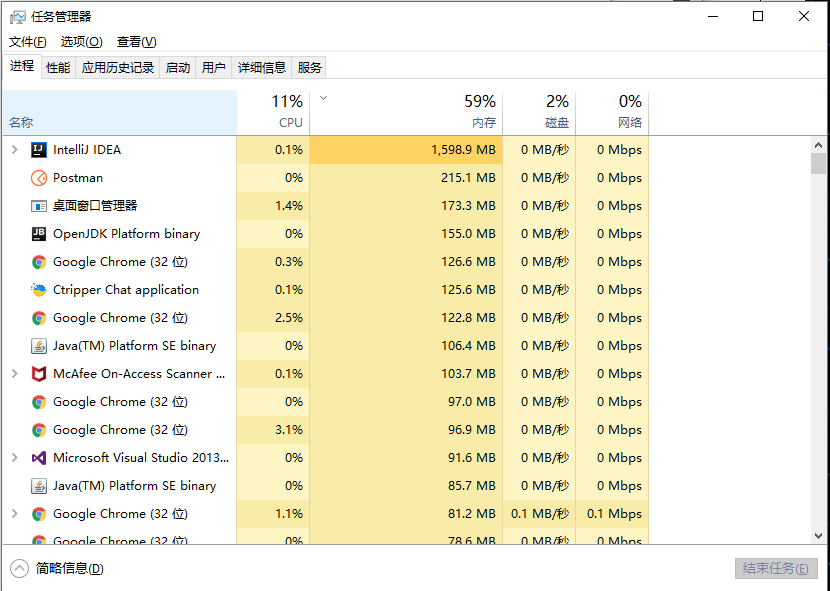 任务管理器
文件(F) 选项(O) 查看(V)
进程 性能 应用历史记录 启动 用户 详细信息 服务
11% 59% 2% 0%
名称 CPU 内存 磁盘 网络
IntelliJ IDEA 0.1% 1,598.9 MB 0 MB/秒 0 Mbps
Postman 0% 215.1 MB 0 MB/秒 0 Mbps
桌面窗口管理器 1.4% 173.3 MB 0 MB/秒 0 Mbps
OpenJDK Platform binary 0% 155.0 MB 0 MB/秒 0 Mbps
Google Chrome (32 位) 0.3% 126.6 MB 0 MB/秒 0 Mbps
Ctripper Chat application 0.1% 125.6 MB 0 MB/秒 0 Mbps
Google Chrome (32 位) 2.5% 122.8 MB 0 MB/秒 0 Mbps
Java(TM) Platform SE binary 0% 106.4 MB 0 MB/秒 0 Mbps
McAfee On-Access Scanner ... 0.1% 103.7 MB 0 MB/秒 0 Mbps
Google Chrome (32 位) 0% 97.0 MB 0 MB/秒 0 Mbps
Google Chrome (32 位) 3.1% 96.9 MB 0 MB/秒 0 Mbps
Microsoft Visual Studio 2013... 0% 91.6 MB 0 MB/秒 0 Mbps
Java(TM) Platform SE binary 0% 85.7 MB 0 MB/秒 0 Mbps
Google Chrome (32 位) 1.1% 81.2 MB 0.1 MB/秒 0.1 Mbps
Google Chrome (32 位) 0% 78.6 MB 0 MB/秒 0 Mbps
简略信息(D) 结束任务(E)